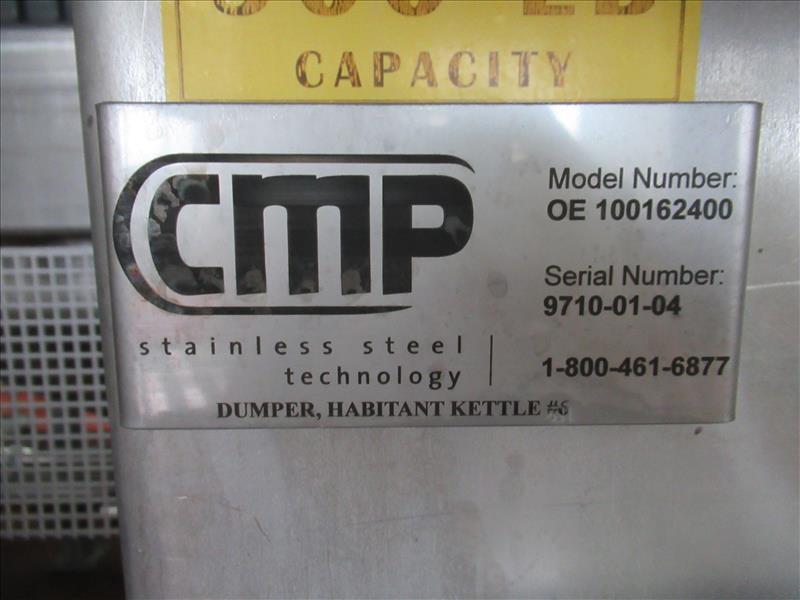 CAPACITY
CMP
stainless steel
technology
Model Number:
OE 100162400
Serial Number:
9710-01-04
1-800-461-6877
DUMPER, HABITANT KETTLE